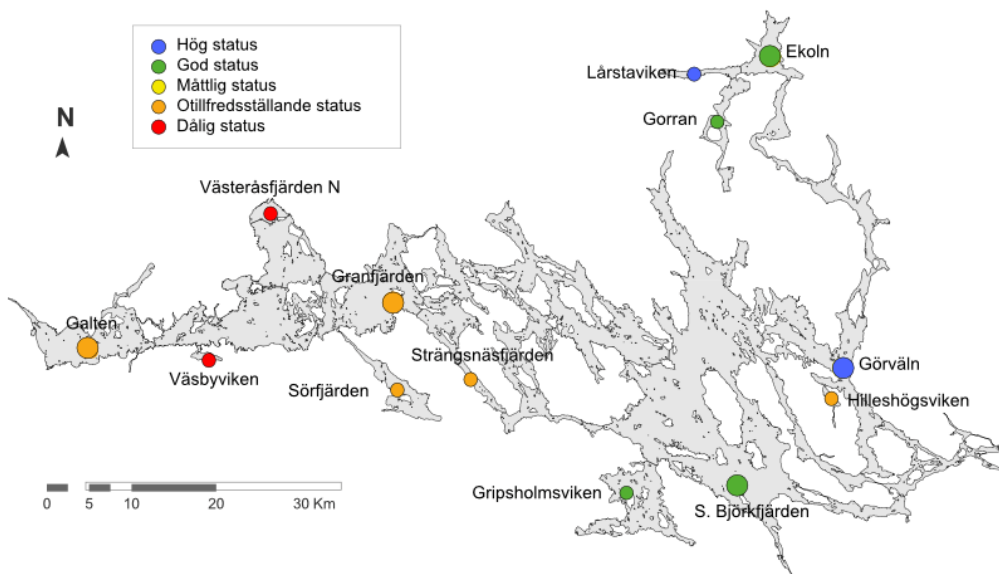 Hög status
God status
Måttlig status
Otillfredsställande status
Dålig status
N
Ekoln
Lårstaviken
Gorran
Västeråsfjärden N
Granfjärden
Galten
Strängsnäsfjärden
Väsbyviken
Sörfjärden
Görväln
Hilleshögsviken
Gripsholmsviken
S. Björkfjärden
0 5 10 20 30 Km